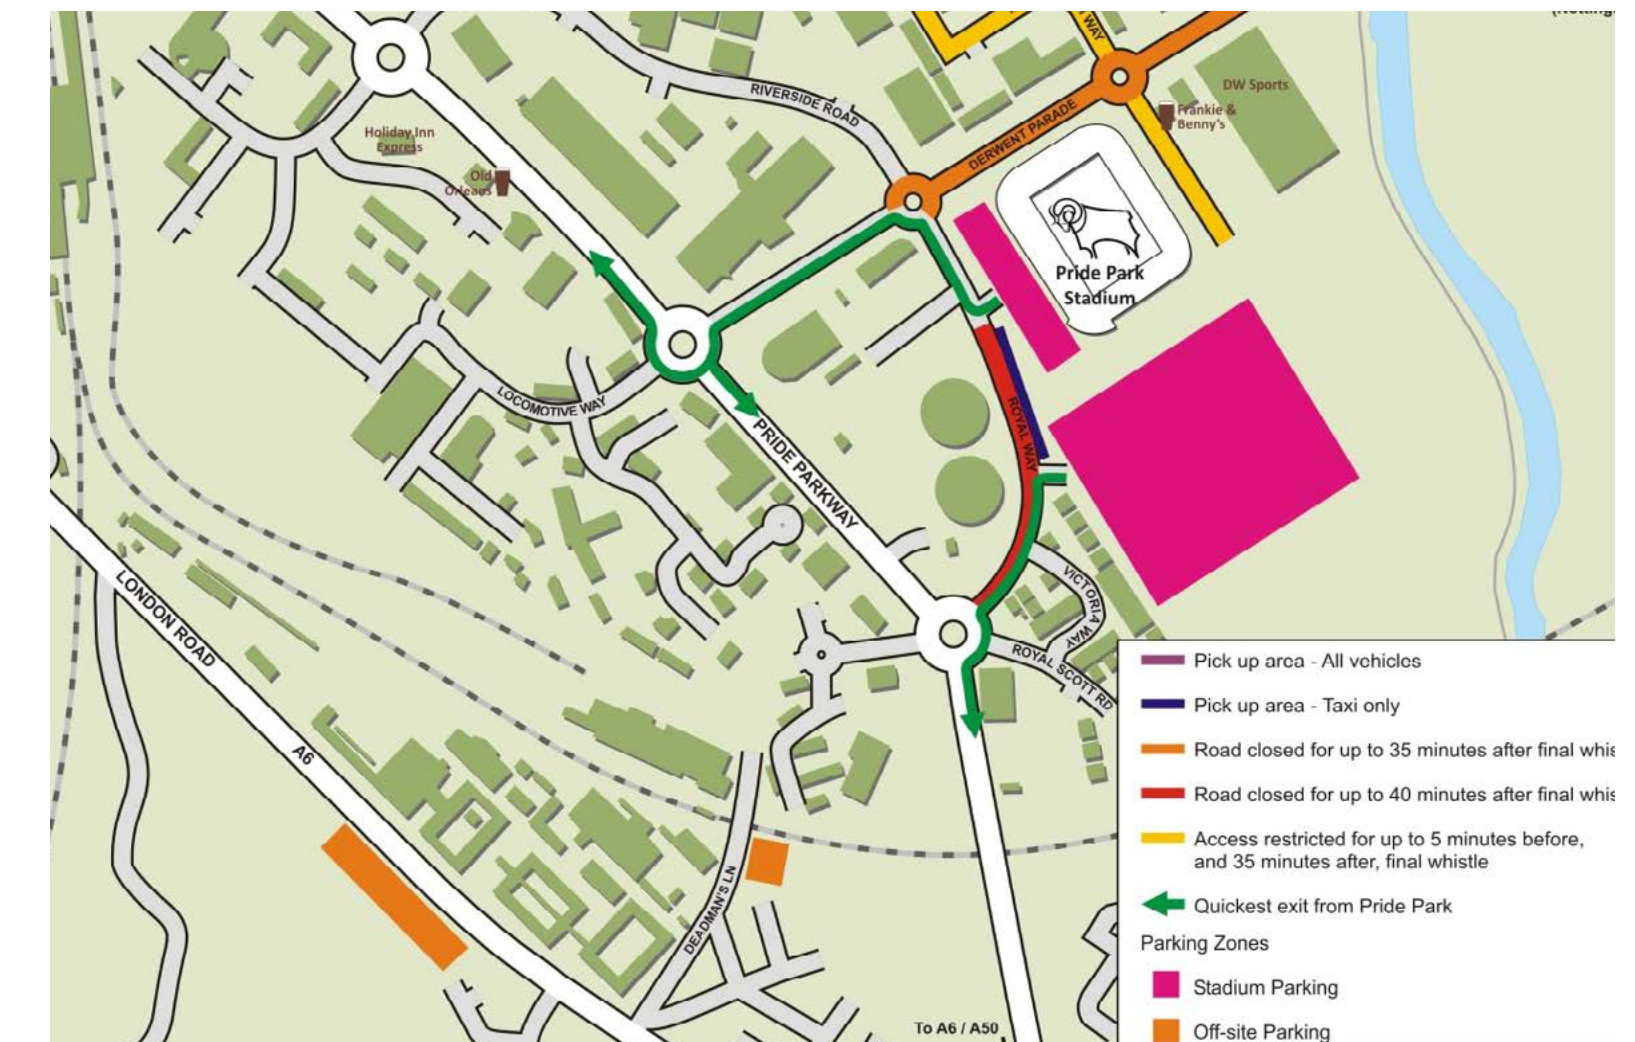 WAY
RIVERSIDE ROAD
DW Sports
Frankie &
Benny's
DERWENT PARADE
Holiday Inn
Express
Old
Orleans
Pride Park
Stadium
LOCOMOTIVE WAY
ROYAL WAY
PRIDE PARKWAY
VICTORIA WAY
LONDON ROAD
ROYAL SCOTT RD
A6
DEADMAN'S LN
To A6 / A50
Pick up area - All vehicles
Pick up area - Taxi only
Road closed for up to 35 minutes after final whis
Road closed for up to 40 minutes after final whis
Access restricted for up to 5 minutes before,
and 35 minutes after, final whistle
Quickest exit from Pride Park
Parking Zones
Stadium Parking
Off-site Parking